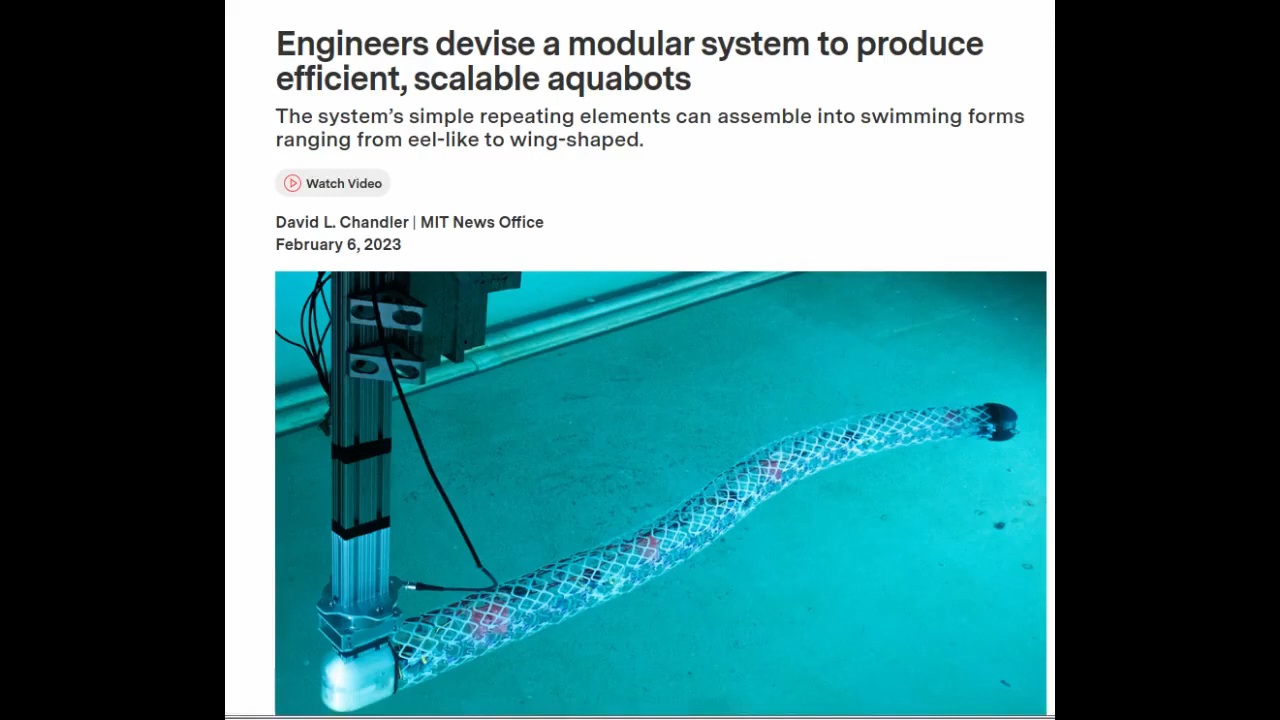 Engineers devise a modular system to produce
efficient, scalable aquabots
The system's simple repeating elements can assemble into swimming forms
ranging from eel-like to wing-shaped.
Watch Video
David L. Chandler | MIT News Office
February 6, 2023